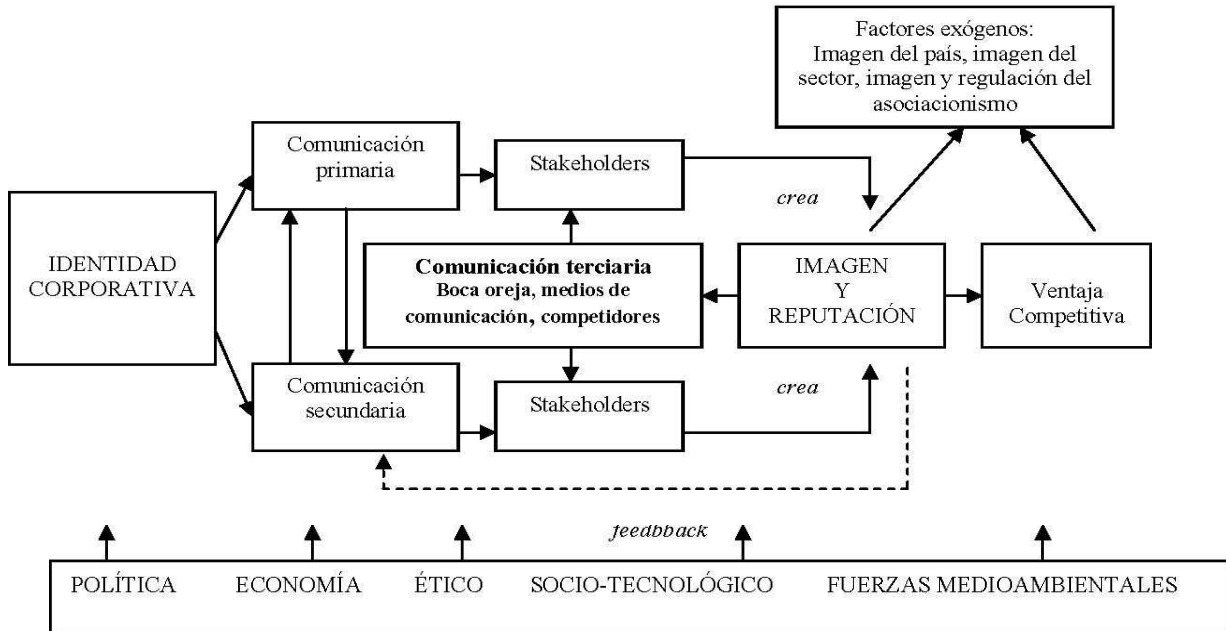 Factores exógenos:
Imagen del país, imagen del
sector, imagen y regulación del
asociacionismo
Comunicación
primaria
Stakeholders
crea
IDENTIDAD
CORPORATIVA
Comunicación terciaria
Boca oreja, medios de
comunicación, competidores
IMAGEN
Y
REPUTACIÓN
Ventaja
Competitiva
Comunicación
secundaria
Stakeholders
crea
feedbback
POLÍTICA ECONOMÍA ÉTICO SOCIO-TECNOLÓGICO FUERZAS MEDIOAMBIENTALES